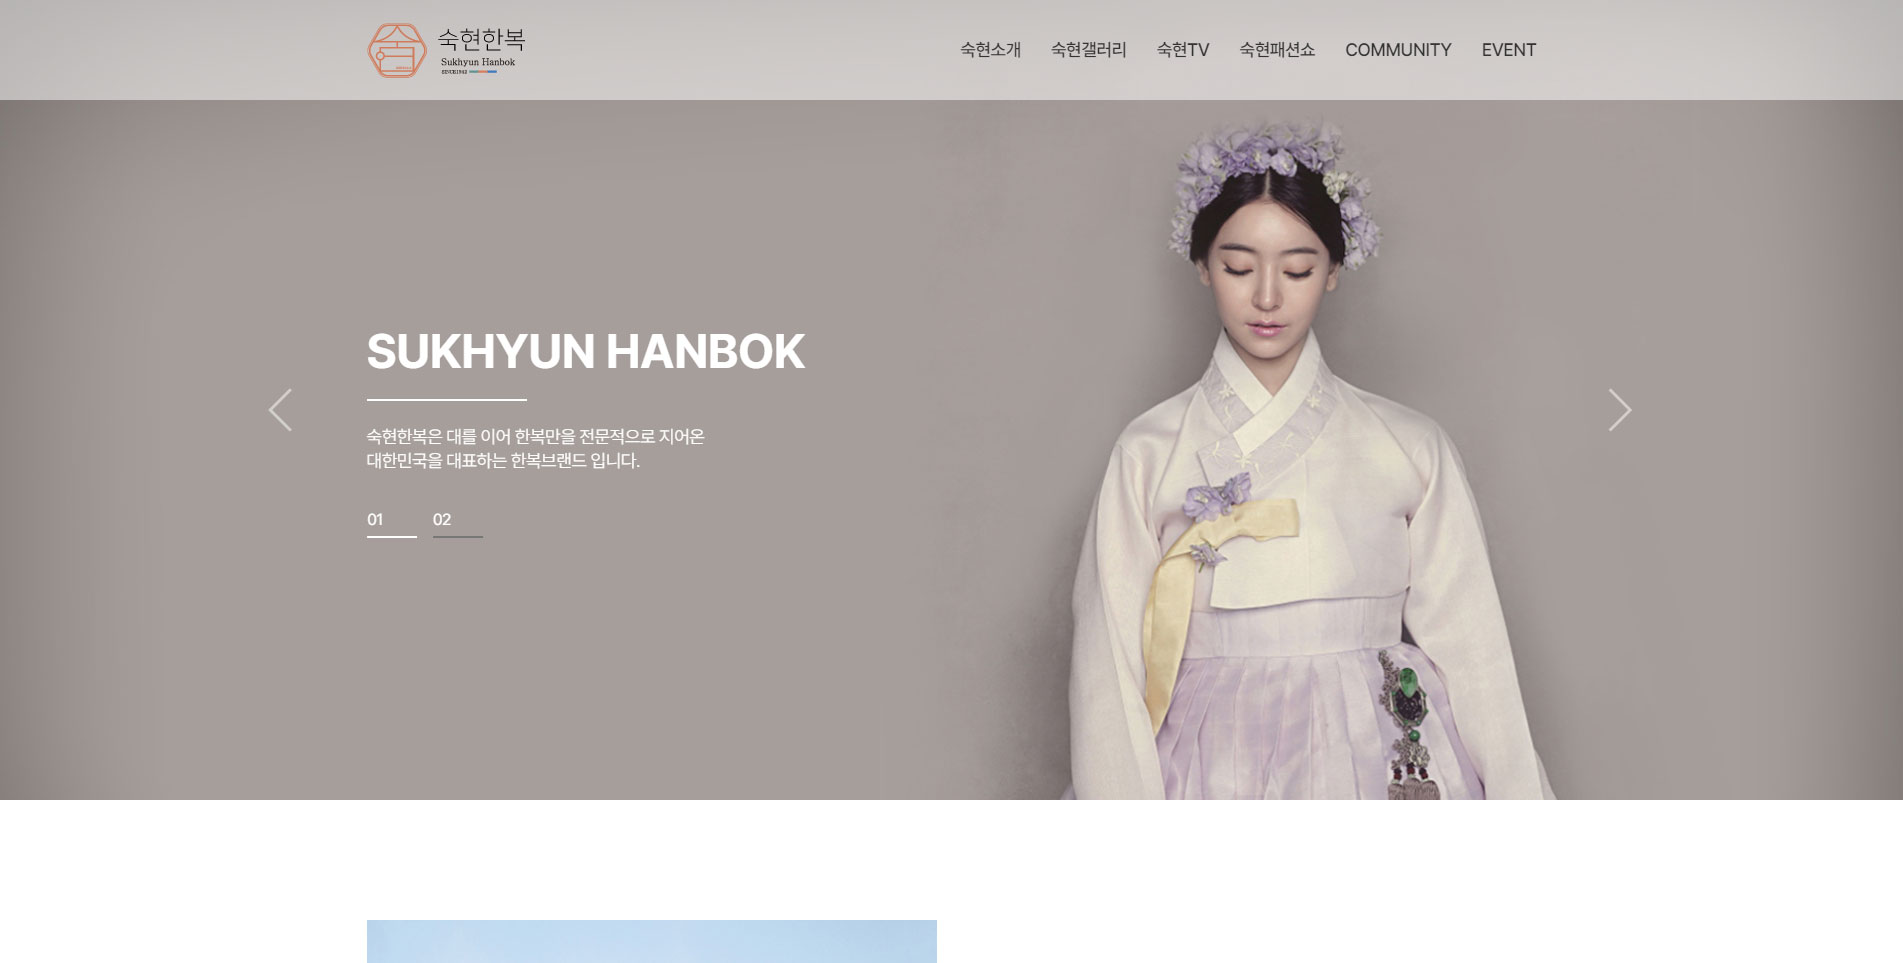 숙현한복
Sukhyun Hanbok
SINCE1942
숙현소개 숙현갤러리 숙현TV 숙현패션쇼 COMMUNITY EVENT
SUKHYUN HANBOK
숙현한복은 대를 이어 한복만을 전문적으로 지어온
대한민국을 대표하는 한복브랜드 입니다.
01 02